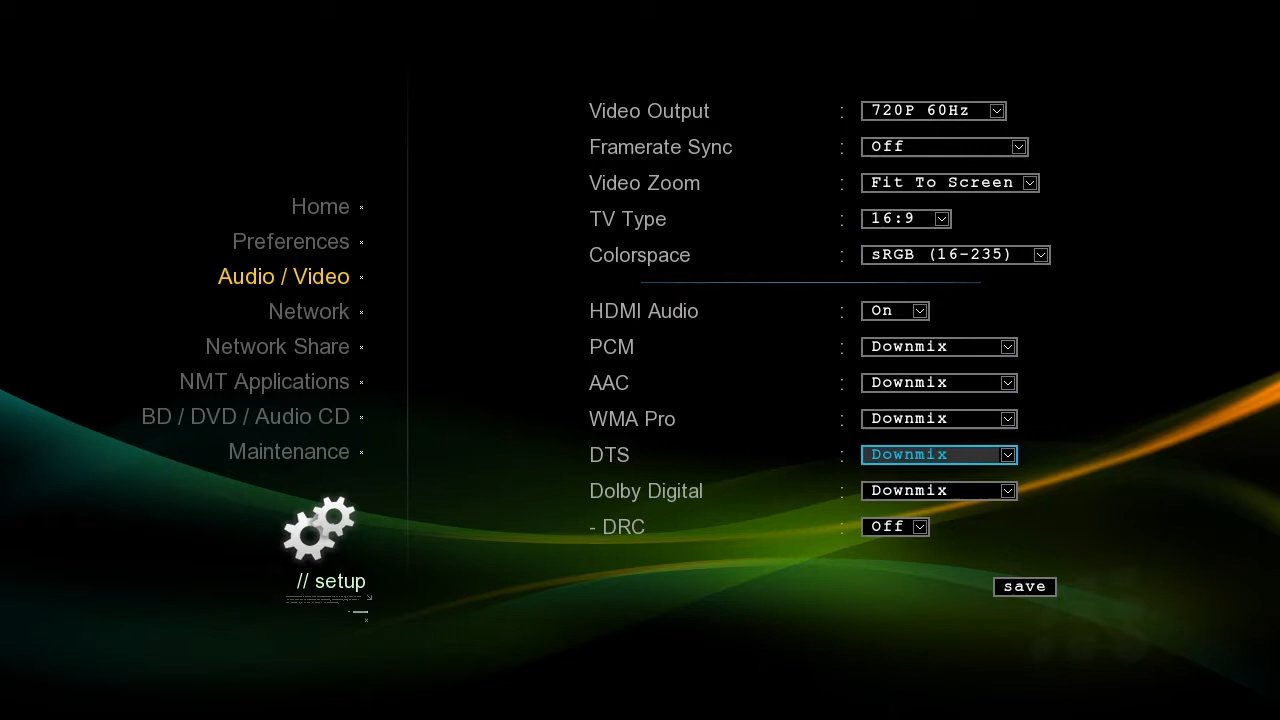 Home
Preferences
Audio / Video
Network
Network Share
NMT Applications
BD / DVD / Audio CD
Maintenance
// setup
Video Output : 720P 60Hz
Framerate Sync : Off
Video Zoom : Fit To Screen
TV Type : 16:9
Colorspace : sRGB (16-235)
HDMI Audio : On
PCM : Downmix
AAC : Downmix
WMA Pro : Downmix
DTS : Downmix
Dolby Digital : Downmix
- DRC : Off
save